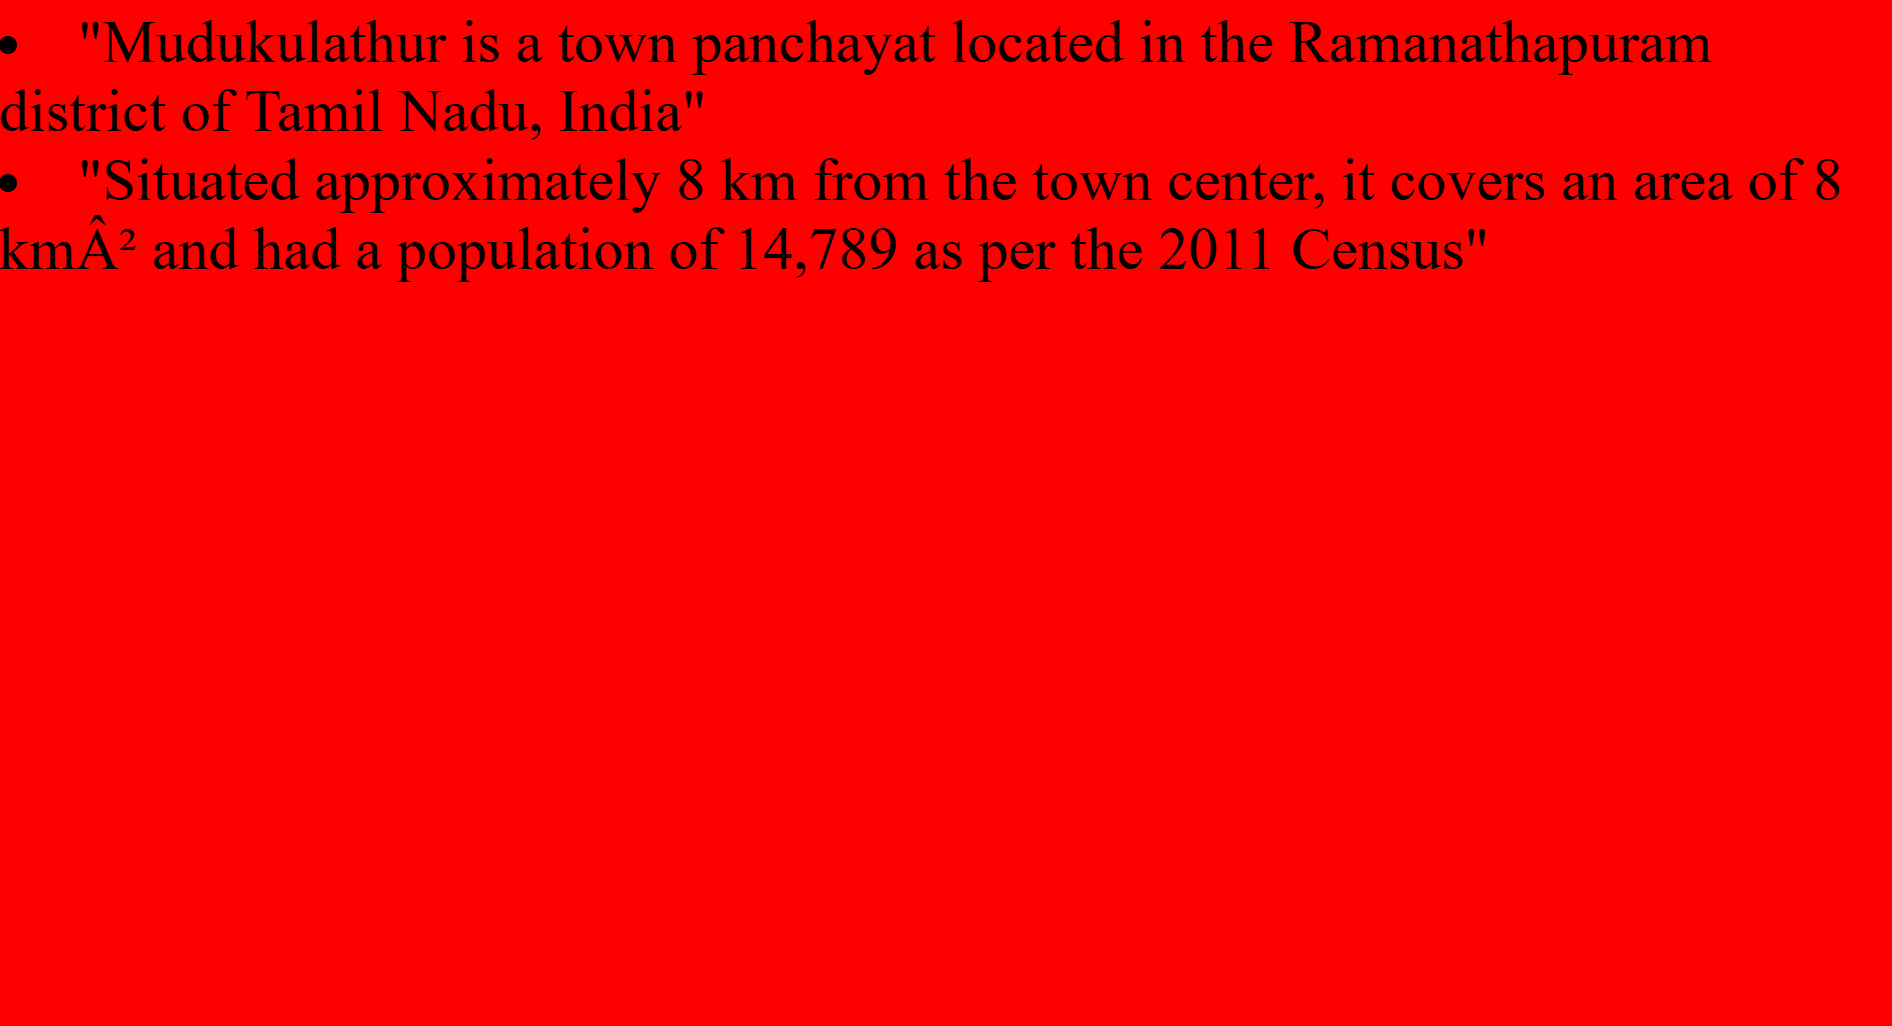 • "Mudukulathur is a town panchayat located in the Ramanathapuram
district of Tamil Nadu, India"
• "Situated approximately 8 km from the town center, it covers an area of 8
kmÂ² and had a population of 14,789 as per the 2011 Census"